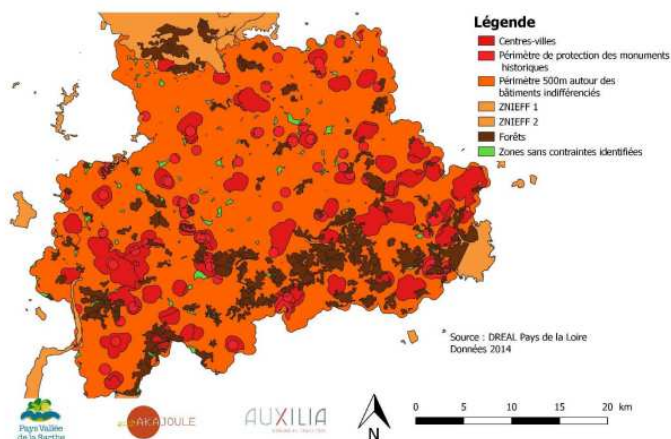 Légende
Centres-villes
Périmètre de protection des monuments
historiques
Périmètre 500m autour des
bâtiments indifférenciés
ZNIEFF 1
ZNIEFF 2
Forêts
Zones sans contraintes identifiées
Source : DREAL Pays de la Loire
Données 2014
Pays Vallée
de la Sarthe
AKAJOULE
AUXILIA
N
0 5 10 15 20 km